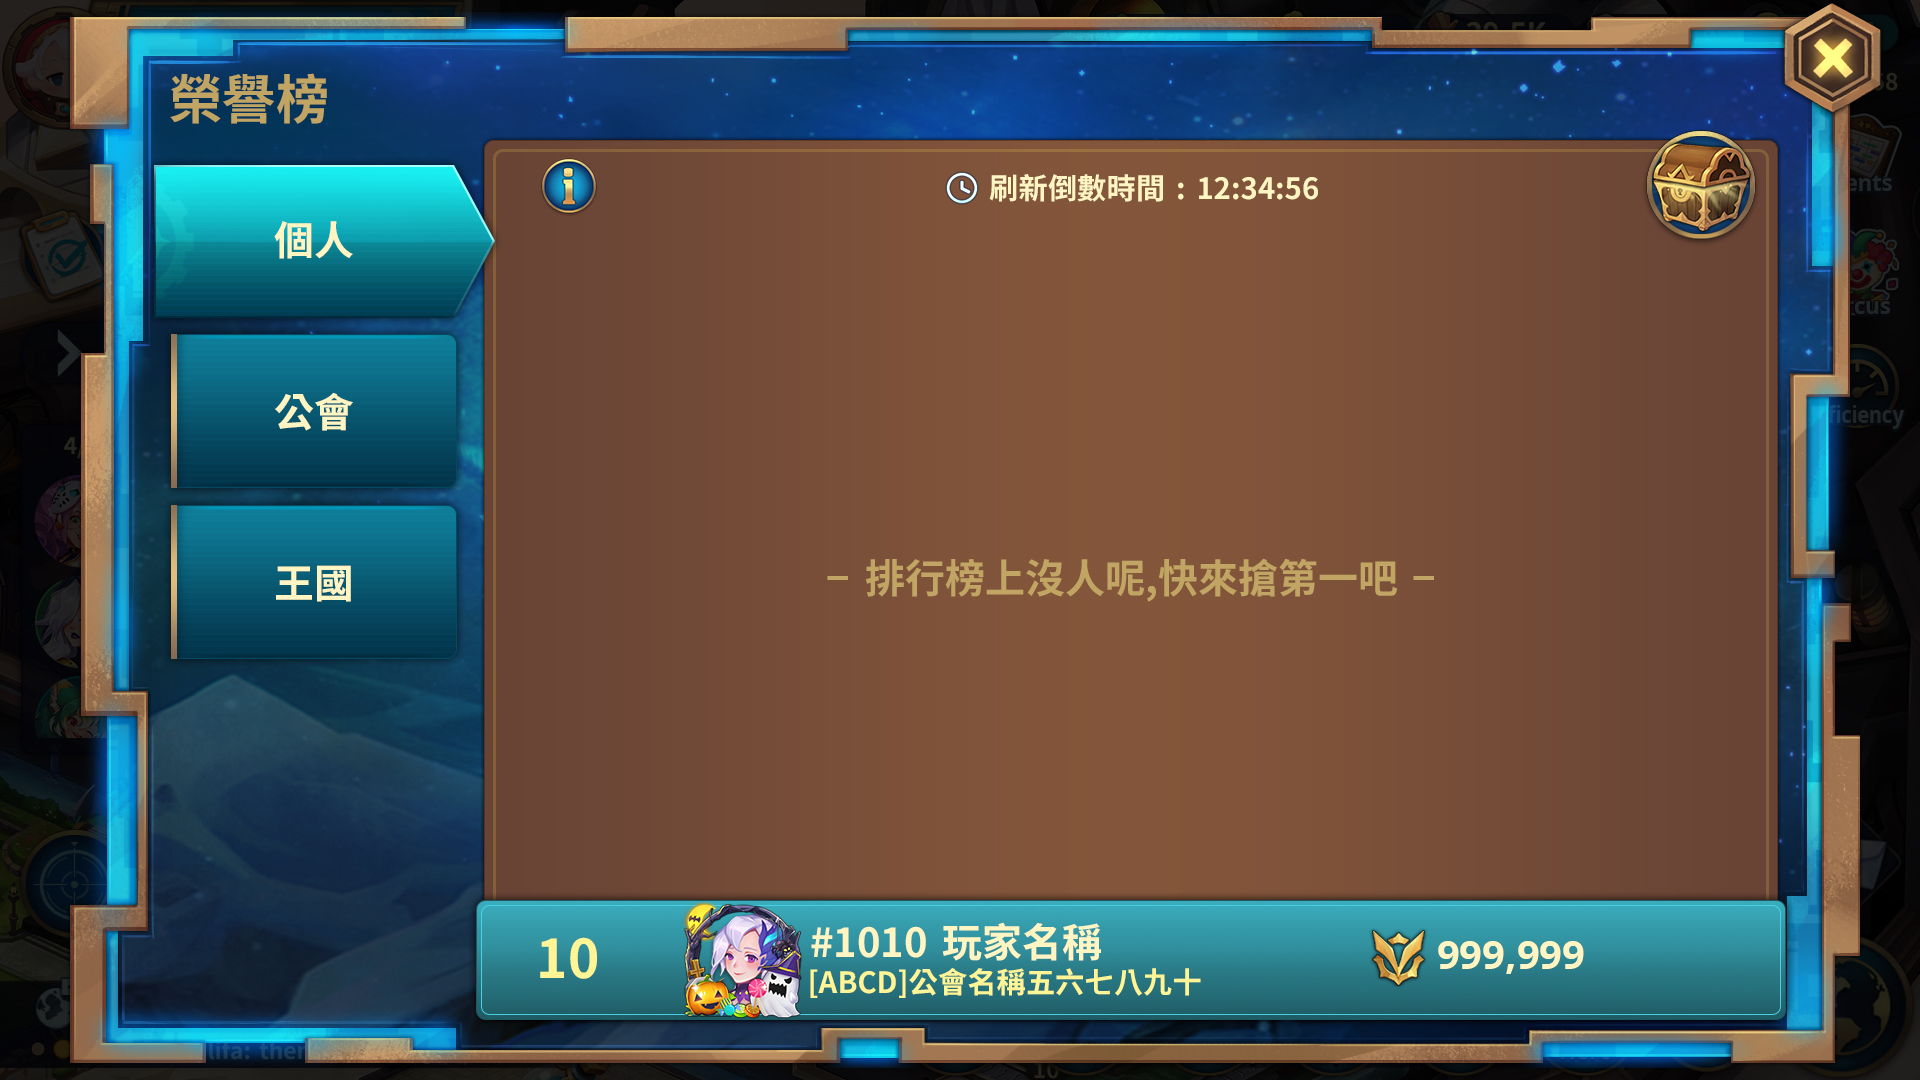 榮譽榜
個人
公會
王國
刷新倒數時間：12:34:56
– 排行榜上沒人呢,快來搶第一吧 –
10
#1010 玩家名稱
[ABCD]公會名稱五六七八九十
999,999